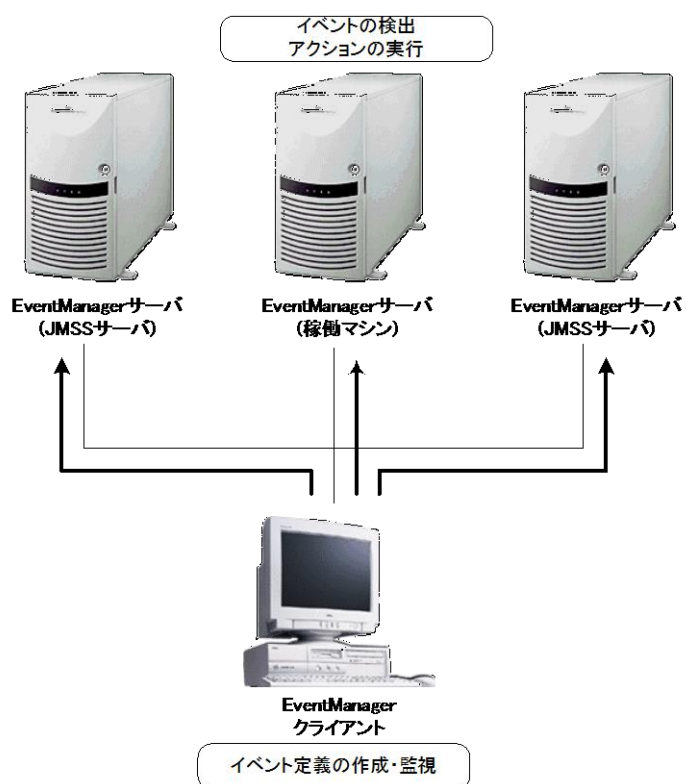 イベントの検出
アクションの実行
EventManagerサーバ
（JMSSサーバ）
EventManagerサーバ
（稼働マシン）
EventManagerサーバ
（JMSSサーバ）
EventManager
クライアント
イベント定義の作成・監視